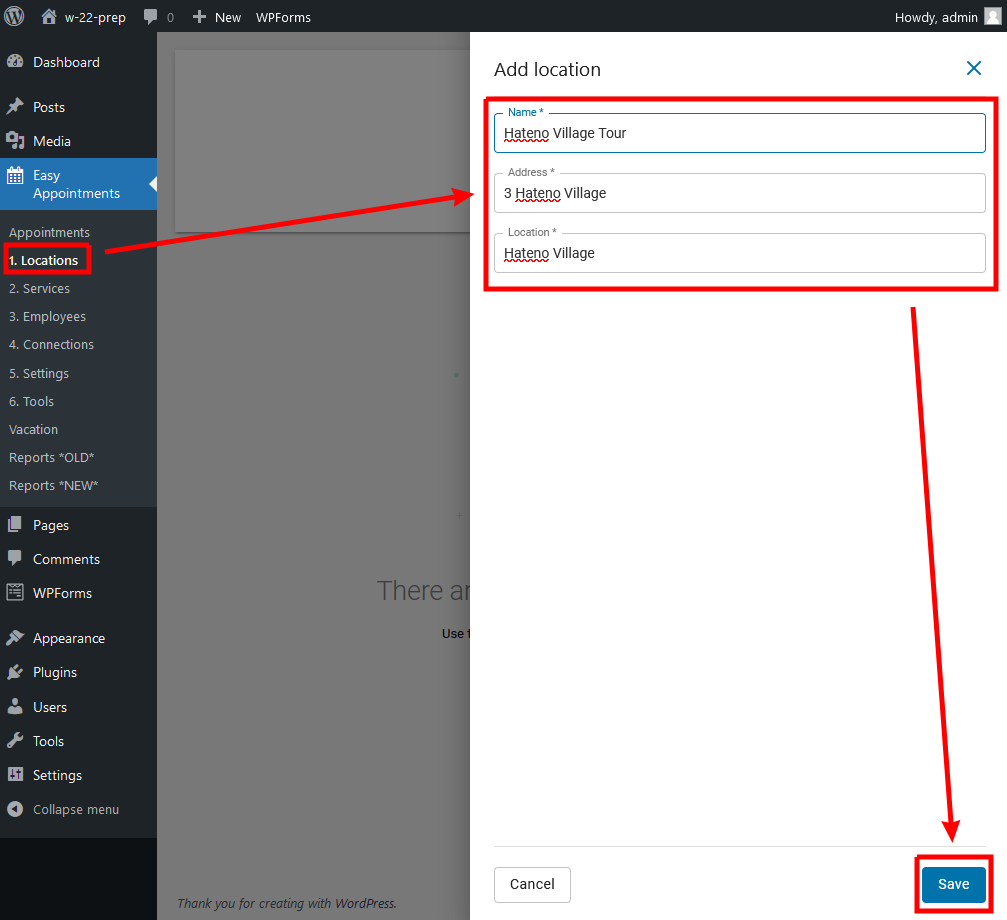 w-22-prep 0 New WPForms Howdy, admin
Dashboard
Posts
Media
Easy
Appointments
Appointments
1. Locations
2. Services
3. Employees
4. Connections
5. Settings
6. Tools
Vacation
Reports *OLD*
Reports *NEW*
Pages
Comments
WPForms
Appearance
Plugins
Users
Tools
Settings
Collapse menu
There
Use
Thank you for creating with WordPress.
Add location
Name *
Hateno Village Tour
Address *
3 Hateno Village
Location *
Hateno Village
Cancel Save